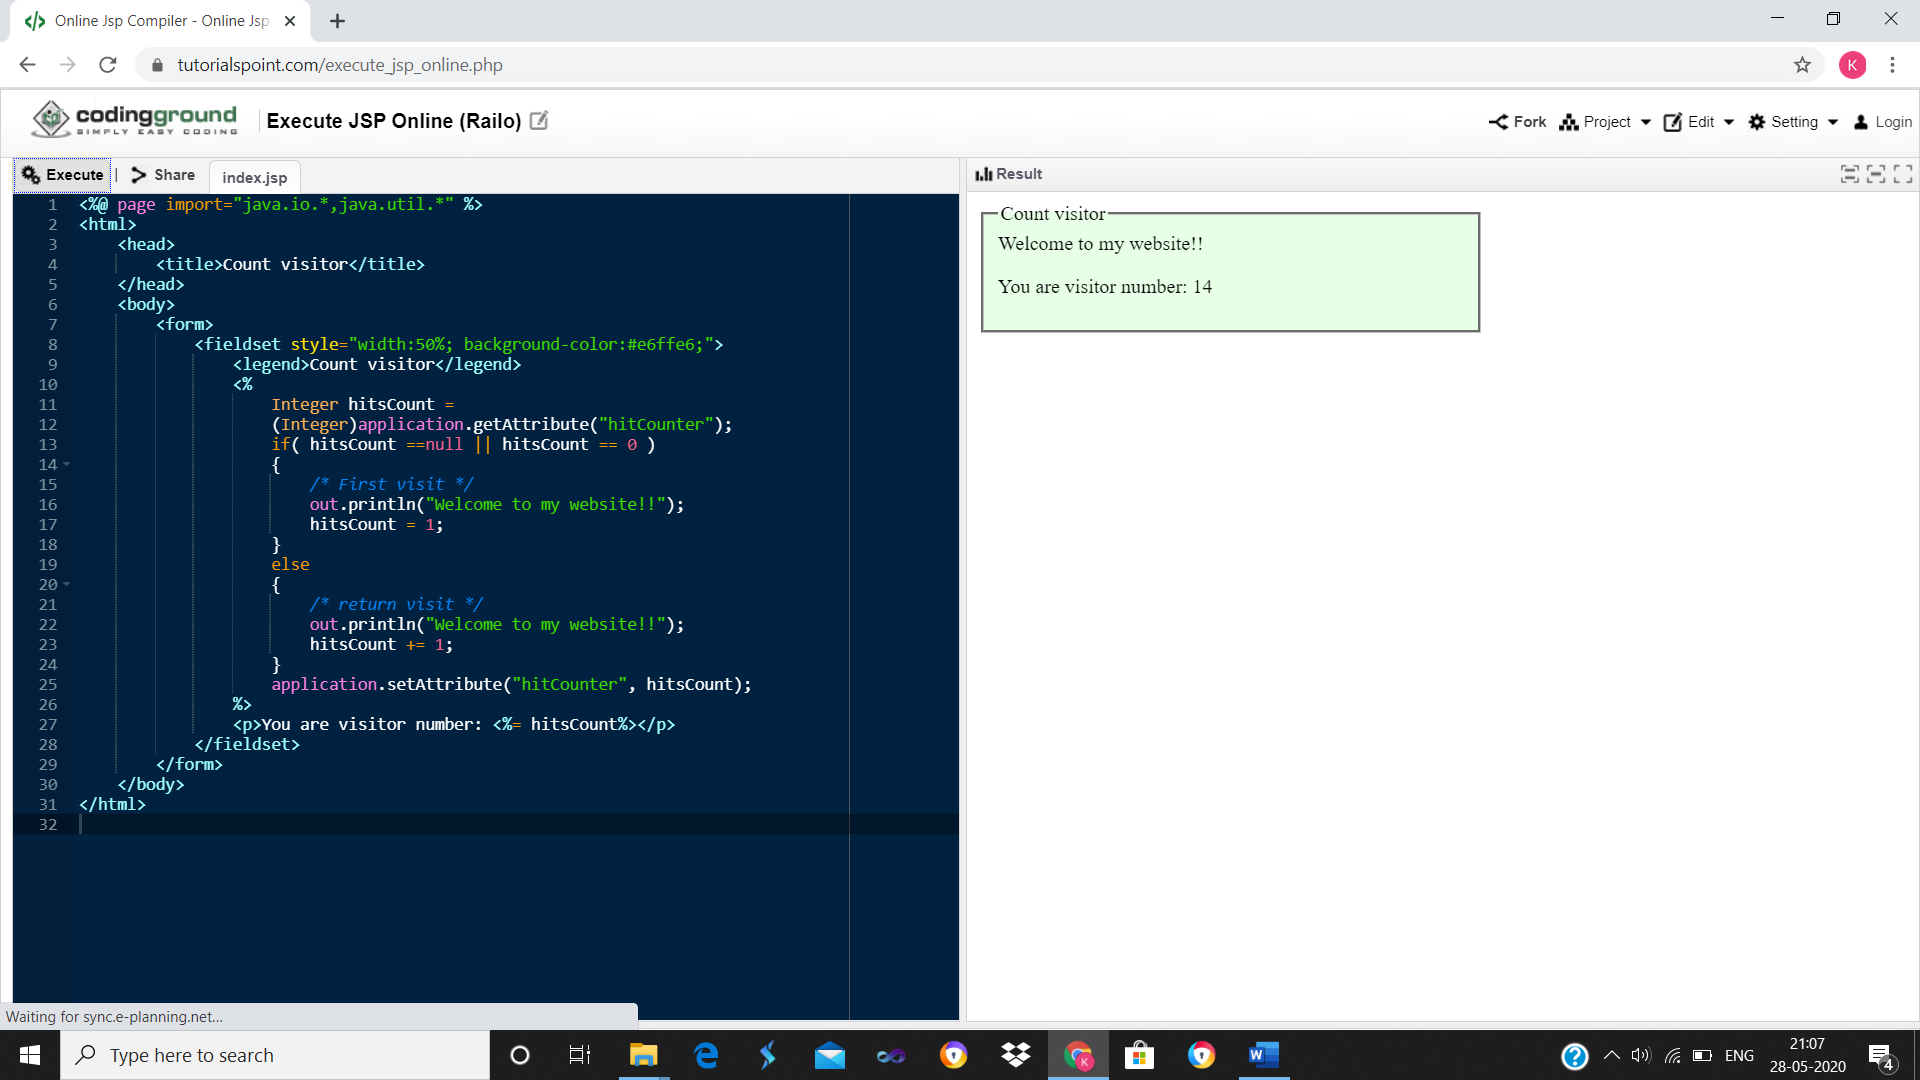 Online Jsp Compiler - Online Jsp
tutorialspoint.com/execute_jsp_online.php
K
codingground
SIMPLY EASY CODING
Execute JSP Online (Railo)
Fork Project Edit Setting Login
Execute | Share index.jsp
Result
1 <%@ page import="java.io.*,java.util.*" %>
2 <html>
3 <head>
4 <title>Count visitor</title>
5 </head>
6 <body>
7 <form>
8 <fieldset style="width:50%; background-color:#e6ffe6;">
9 <legend>Count visitor</legend>
10 <%
11 Integer hitsCount =
12 (Integer)application.getAttribute("hitCounter");
13 if( hitsCount ==null || hitsCount == 0 )
14 {
15 /* First visit */
16 out.println("Welcome to my website!!");
17 hitsCount = 1;
18 }
19 else
20 {
21 /* return visit */
22 out.println("Welcome to my website!!");
23 hitsCount += 1;
24 }
25 application.setAttribute("hitCounter", hitsCount);
26 %>
27 <p>You are visitor number: <%= hitsCount%></p>
28 </fieldset>
29 </form>
30 </body>
31 </html>
32
Count visitor
Welcome to my website!!
You are visitor number: 14
Waiting for sync.e-planning.net...
Type here to search
K
W
ENG
21:07
28-05-2020
4